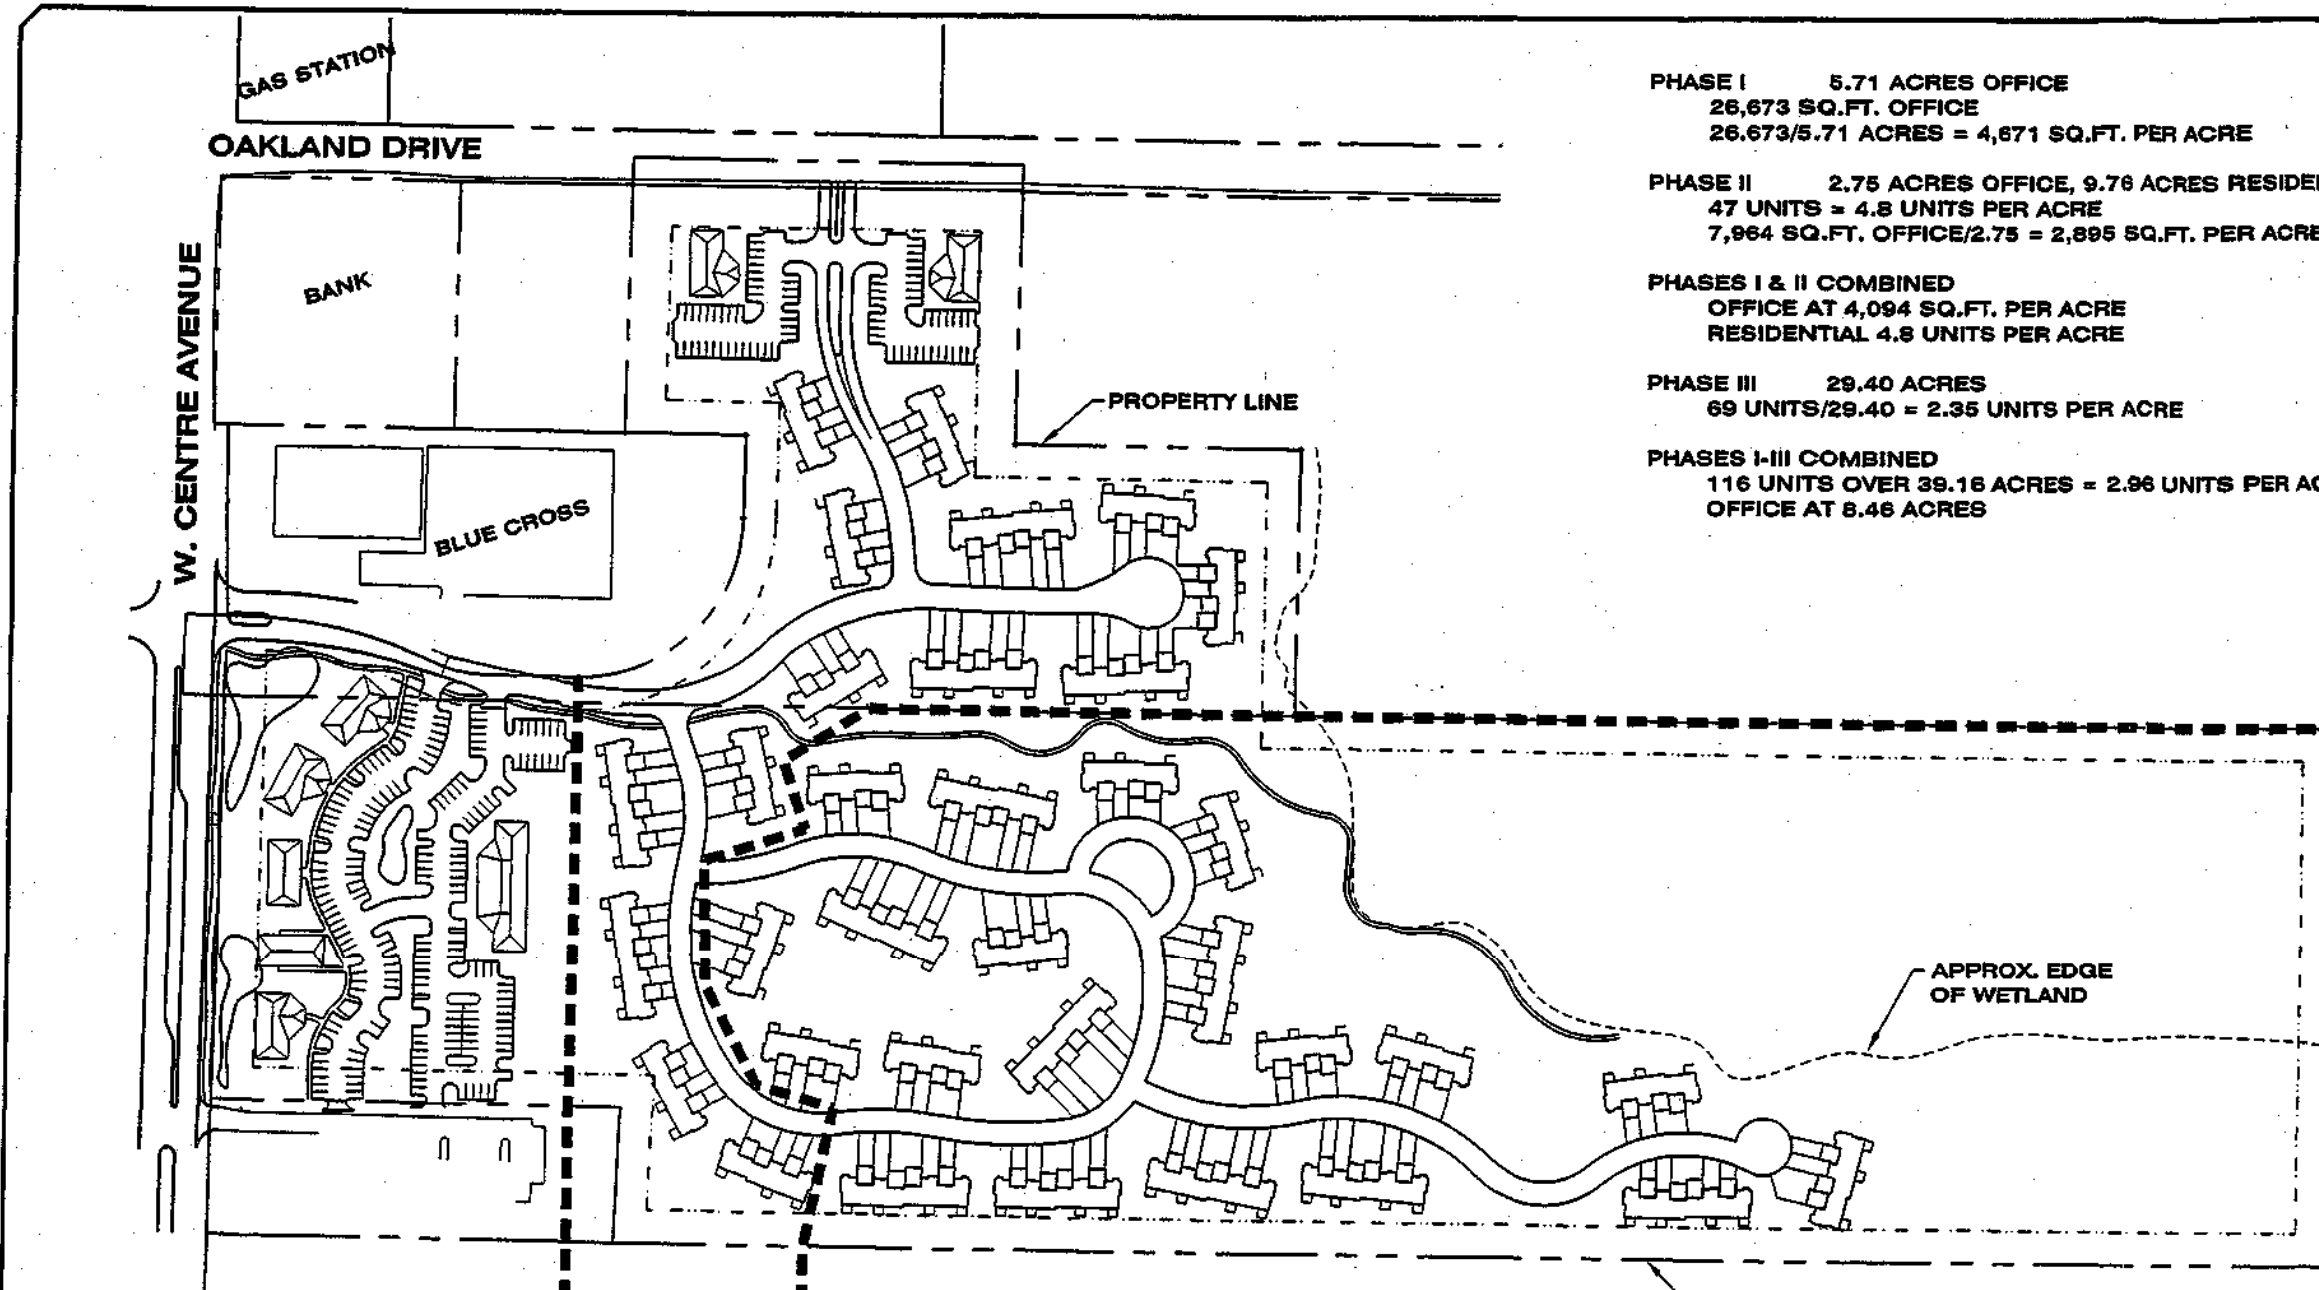 GAS STATION
OAKLAND DRIVE
W. CENTRE AVENUE
BANK
BLUE CROSS
PROPERTY LINE
APPROX. EDGE
OF WETLAND
PHASE I 5.71 ACRES OFFICE
26,673 SQ.FT. OFFICE
26.673/5.71 ACRES = 4,671 SQ.FT. PER ACRE
PHASE II 2.75 ACRES OFFICE, 9.76 ACRES RESIDE
47 UNITS = 4.8 UNITS PER ACRE
7,964 SQ.FT. OFFICE/2.75 = 2,895 SQ.FT. PER ACRE
PHASES I & II COMBINED
OFFICE AT 4,094 SQ.FT. PER ACRE
RESIDENTIAL 4.8 UNITS PER ACRE
PHASE III 29.40 ACRES
69 UNITS/29.40 = 2.35 UNITS PER ACRE
PHASES I-III COMBINED
116 UNITS OVER 39.16 ACRES = 2.96 UNITS PER AC
OFFICE AT 8.46 ACRES